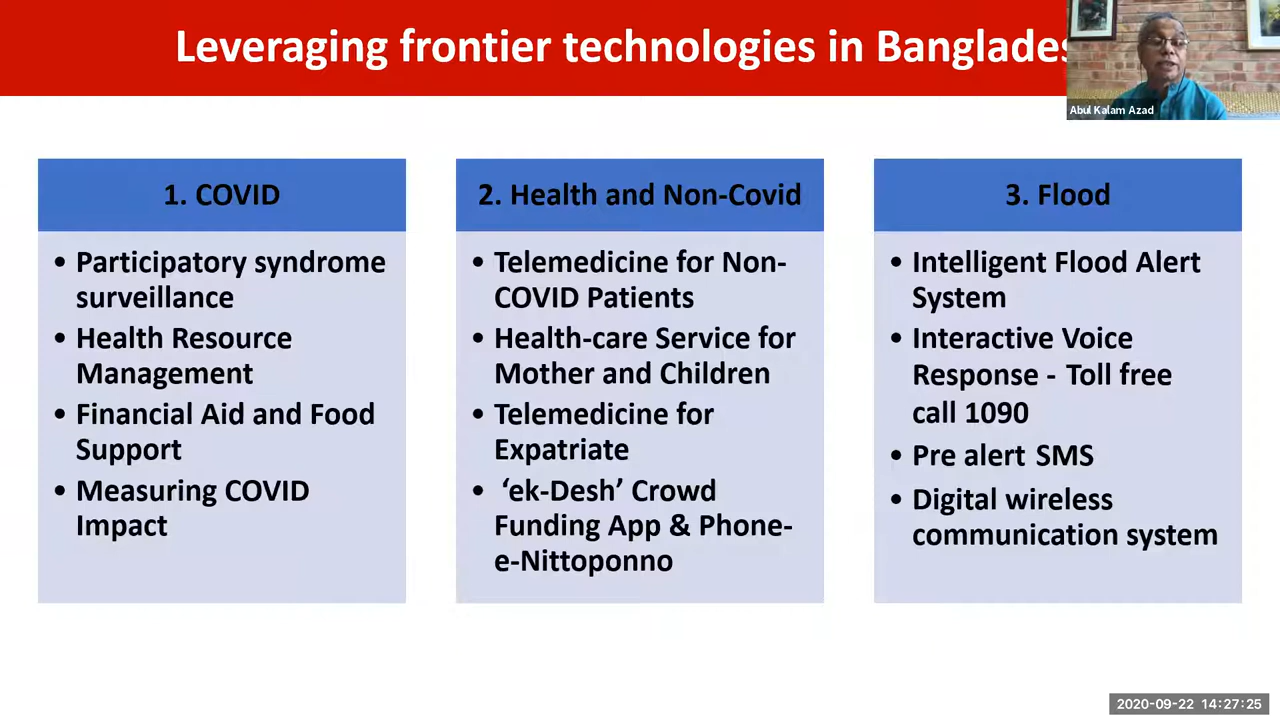 Leveraging frontier technologies in Banglades
Abul Kalam Azad
1. COVID
• Participatory syndrome
surveillance
• Health Resource
Management
• Financial Aid and Food
Support
• Measuring COVID
Impact
2. Health and Non-Covid
• Telemedicine for Non-
COVID Patients
• Health-care Service for
Mother and Children
• Telemedicine for
Expatriate
• ‘ek-Desh’ Crowd
Funding App & Phone-
e-Nittoponno
3. Flood
• Intelligent Flood Alert
System
• Interactive Voice
Response - Toll free
call 1090
• Pre alert SMS
• Digital wireless
communication system
2020-09-22 14:27:25